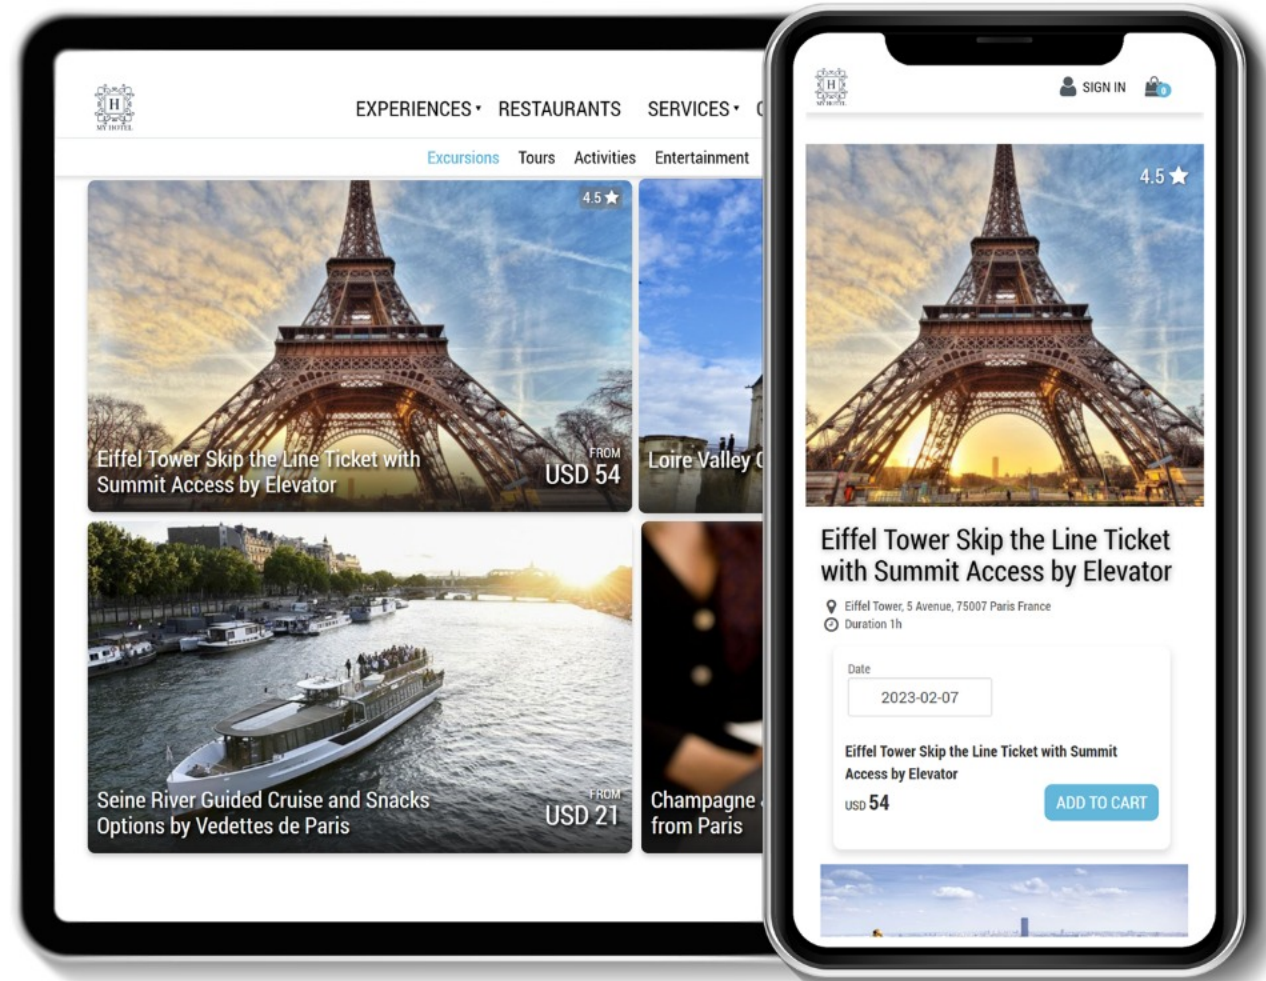 H
MY HOTEL
EXPERIENCES
RESTAURANTS
SERVICES
Excursions
Tours
Activities
Entertainment
4.5
Eiffel Tower Skip the Line Ticket with
Summit Access by Elevator
FROM
USD 54
Loire Valley
Seine River Guided Cruise and Snacks
Options by Vedettes de Paris
FROM
USD 21
Champagne
from Paris
H
MY HOTEL
SIGN IN
0
4.5
Eiffel Tower Skip the Line Ticket
with Summit Access by Elevator
Eiffel Tower, 5 Avenue, 75007 Paris France
Duration 1h
Date
2023-02-07
Eiffel Tower Skip the Line Ticket with Summit
Access by Elevator
USD 54
ADD TO CART